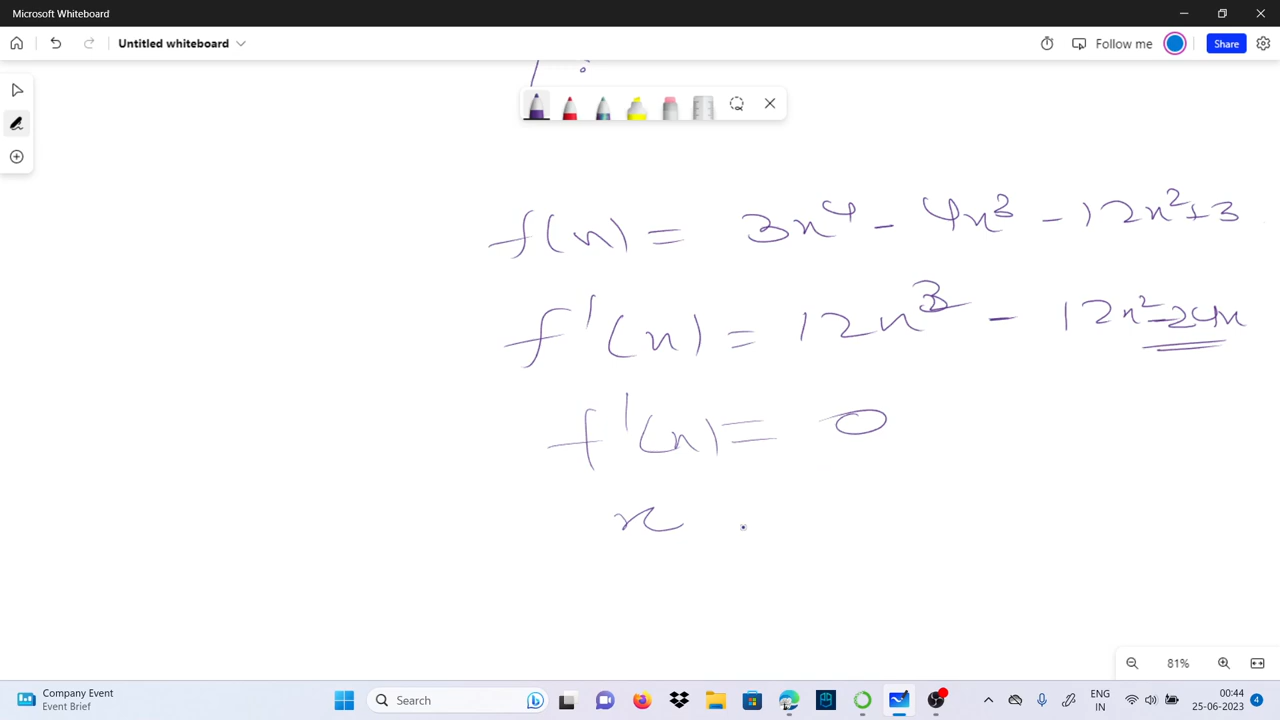 Microsoft Whiteboard
Untitled whiteboard
Follow me
Share
f(x) = 3x⁴ - 4x³ - 12x² + 3
f'(x) = 12x³ - 12x² - 24x
f'(x) = 0
x
81%
Company Event
Event Brief
Search
ENG
IN
00:44
25-06-2023
4